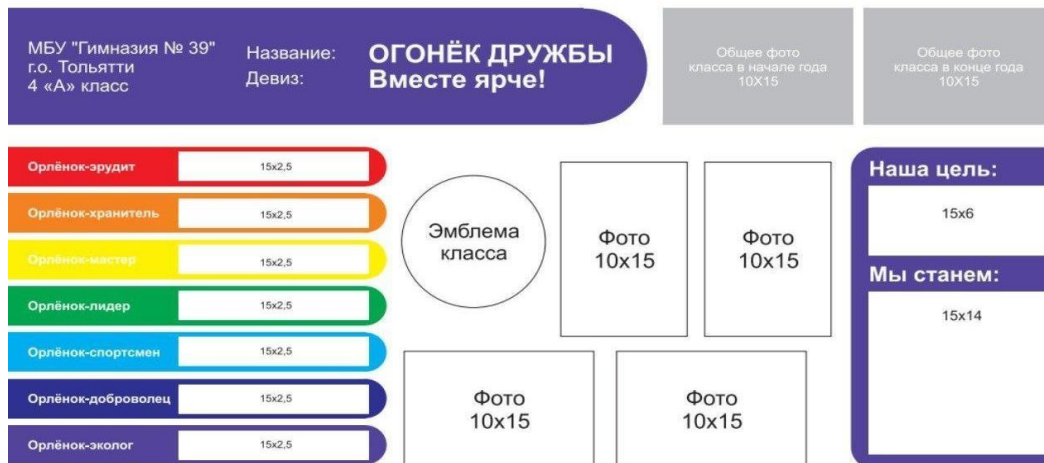 МБУ "Гимназия № 39"
г.о. Тольятти
4 «А» класс
Название:
Девиз:
ОГОНЁК ДРУЖБЫ
Вместе ярче!
Общее фото
класса в начале года
10X15
Общее фото
класса в конце года
10X15
Орлёнок-эрудит
15x2,5
Орлёнок-хранитель
15x2,5
Орлёнок-мастер
15x2,5
Орлёнок-лидер
15x2,5
Орлёнок-спортсмен
15x2,5
Орлёнок-доброволец
15x2,5
Орлёнок-эколог
15x2,5
Эмблема
класса
Фото
10x15
Фото
10x15
Фото
10x15
Фото
10x15
Наша цель:
15x6
Мы станем:
15x14